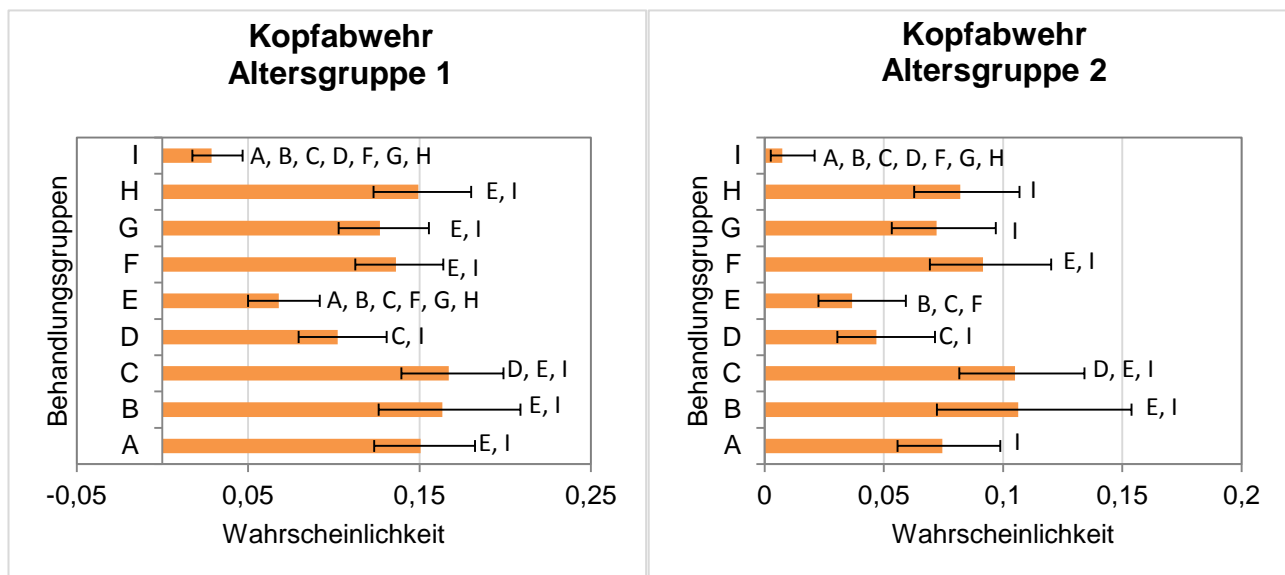 Kopfabwehr
Altersgruppe 1
Behandlungsgruppen
I
A, B, C, D, F, G, H
H
E, I
G
E, I
F
E, I
E
A, B, C, F, G, H
D
C, I
C
D, E, I
B
E, I
A
E, I
-0,05
0,05
0,15
0,25
Wahrscheinlichkeit
Kopfabwehr
Altersgruppe 2
Behandlungsgruppen
I
A, B, C, D, F, G, H
H
I
G
I
F
E, I
E
B, C, F
D
C, I
C
D, E, I
B
E, I
A
I
0
0,05
0,1
0,15
0,2
Wahrscheinlichkeit